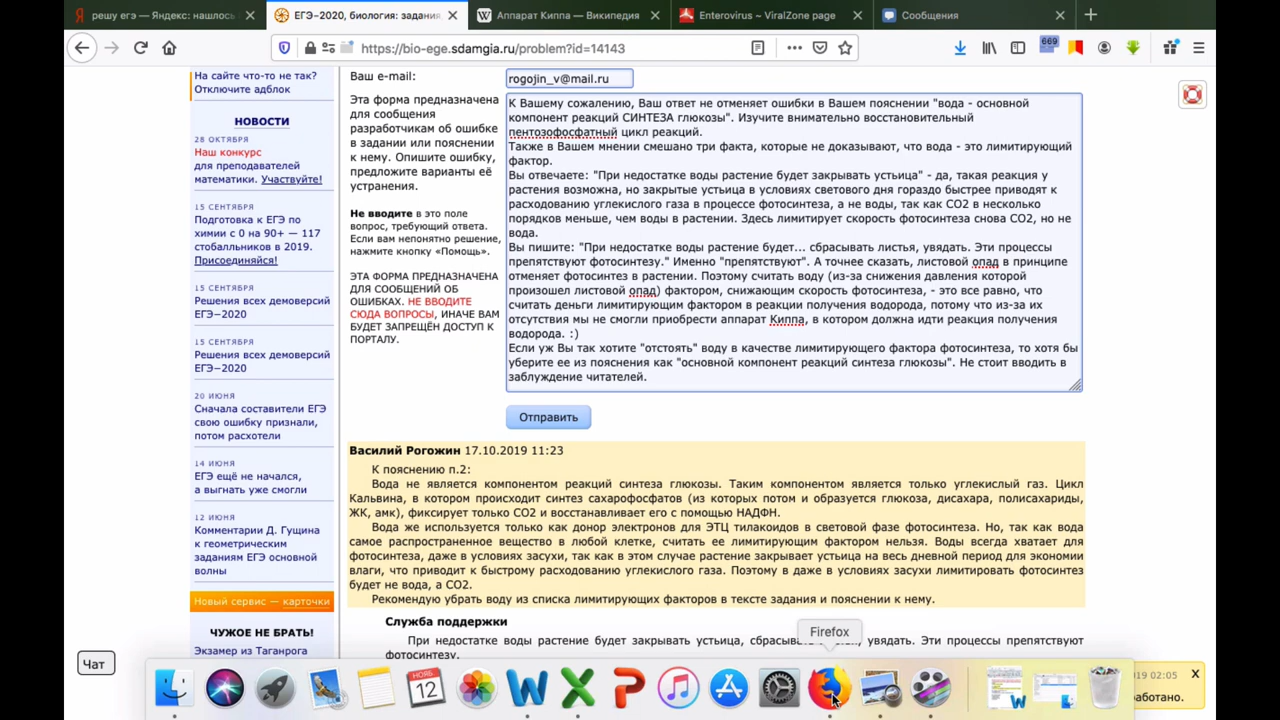 решу егэ — Яндекс: нашлось
ЕГЭ−2020, биология: задания,
Аппарат Киппа — Википедия
Enterovirus ~ ViralZone page
Сообщения
https://bio-ege.sdamgia.ru/problem?id=14143
669
На сайте что-то не так?
Отключите адблок
НОВОСТИ
28 ОКТЯБРЯ
Наш конкурс
для преподавателей
математики. Участвуйте!
15 СЕНТЯБРЯ
Подготовка к ЕГЭ по
химии с 0 на 90+ — 117
стобалльников в 2019.
Присоединяйся!
15 СЕНТЯБРЯ
Решения всех демоверсий
ЕГЭ−2020
15 СЕНТЯБРЯ
Решения всех демоверсий
ЕГЭ−2020
20 ИЮНЯ
Сначала составители ЕГЭ
свою ошибку признали,
потом расхотели
14 ИЮНЯ
ЕГЭ ещё не начался,
а выгнать уже смогли
12 ИЮНЯ
Комментарии Д. Гущина
к геометрическим
заданиям ЕГЭ основной
волны
Новый сервис — карточки
ЧУЖОЕ НЕ БРАТЬ!
Экзамер из Таганрога
Ваш e-mail:
rogojin_v@mail.ru
Эта форма предназначена
для сообщения
разработчикам об ошибке
в задании или пояснении
к нему. Опишите ошибку,
предложите варианты её
устранения.
Не вводите в это поле
вопрос, требующий ответа.
Если вам непонятно решение,
нажмите кнопку «Помощь».
ЭТА ФОРМА ПРЕДНАЗНАЧЕНА
ДЛЯ СООБЩЕНИЙ ОБ
ОШИБКАХ. НЕ ВВОДИТЕ
СЮДА ВОПРОСЫ, ИНАЧЕ ВАМ
БУДЕТ ЗАПРЕЩЁН ДОСТУП К
ПОРТАЛУ.
К Вашему сожалению, Ваш ответ не отменяет ошибки в Вашем пояснении "вода - основной
компонент реакций СИНТЕЗА глюкозы". Изучите внимательно восстановительный
пентозофосфатный цикл реакций.
Также в Вашем мнении смешано три факта, которые не доказывают, что вода - это лимитирующий
фактор.
Вы отвечаете: "При недостатке воды растение будет закрывать устьица" - да, такая реакция у
растения возможна, но закрытые устьица в условиях светового дня гораздо быстрее приводят к
расходованию углекислого газа в процессе фотосинтеза, а не воды, так как СО2 в несколько
порядков меньше, чем воды в растении. Здесь лимитирует скорость фотосинтеза снова СО2, но не
вода.
Вы пишите: "При недостатке воды растение будет... сбрасывать листья, увядать. Эти процессы
препятствуют фотосинтезу." Именно "препятствуют". А точнее сказать, листовой опад в принципе
отменяет фотосинтез в растении. Поэтому считать воду (из-за снижения давления которой
произошел листовой опад) фактором, снижающим скорость фотосинтеза, - это все равно, что
считать деньги лимитирующим фактором в реакции получения водорода, потому что из-за их
отсутствия мы не смогли приобрести аппарат Киппа, в котором должна идти реакция получения
водорода. :)
Если уж Вы так хотите "отстоять" воду в качестве лимитирующего фактора фотосинтеза, то хотя бы
уберите ее из пояснения как "основной компонент реакций синтеза глюкозы". Не стоит вводить в
заблуждение читателей.
Отправить
Василий Рогожин 17.10.2019 11:23
К пояснению п.2:
Вода не является компонентом реакций синтеза глюкозы. Таким компонентом является только углекислый газ. Цикл
Кальвина, в котором происходит синтез сахарофосфатов (из которых потом и образуется глюкоза, дисахара, полисахариды,
ЖК, амк), фиксирует только СО2 и восстанавливает его с помощью НАДФН.
Вода же используется только как донор электронов для ЭТЦ тилакоидов в световой фазе фотосинтеза. Но, так как вода
самое распространенное вещество в любой клетке, считать ее лимитирующим фактором нельзя. Воды всегда хватает для
фотосинтеза, даже в условиях засухи, так как в этом случае растение закрывает устьица на весь дневной период для экономии
влаги, что приводит к быстрому расходованию углекислого газа. Поэтому в даже в условиях засухи лимитировать фотосинтез
будет не вода, а СО2.
Рекомендую убрать воду из списка лимитирующих факторов в тексте задания и пояснении к нему.
Служба поддержки
При недостатке воды растение будет закрывать устьица, увядать. Эти процессы препятствуют
фотосинтезу.
Firefox
Чат
НОЯБ.
12
019 02:05
X